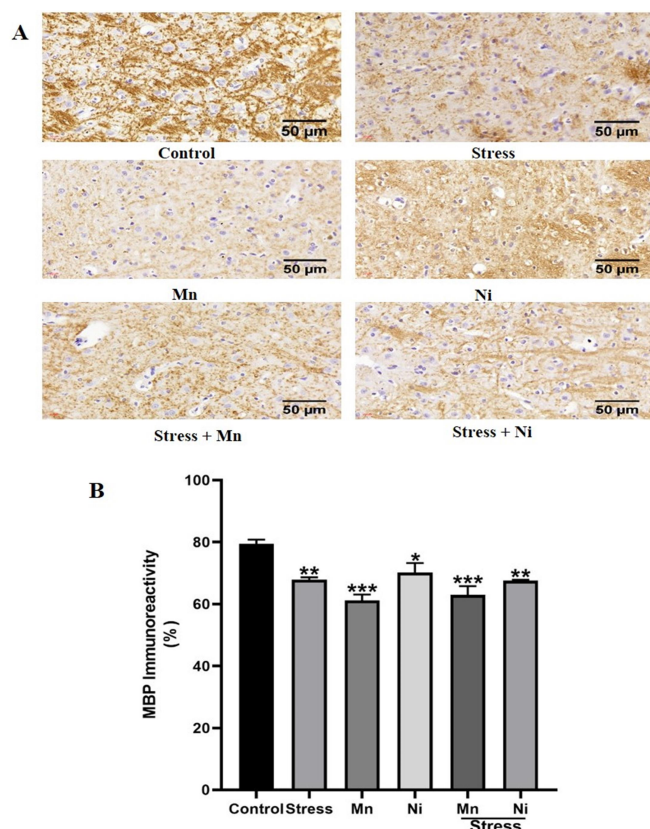 A
50 µm
50 µm
Control
Stress
50 µm
50 µm
Mn
Ni
50 µm
50 µm
Stress + Mn
Stress + Ni
B
MBP Immunoreactivity
(%)
100
80
60
40
20
0
**
***
*
***
**
Control Stress Mn Ni Mn Ni
Stress